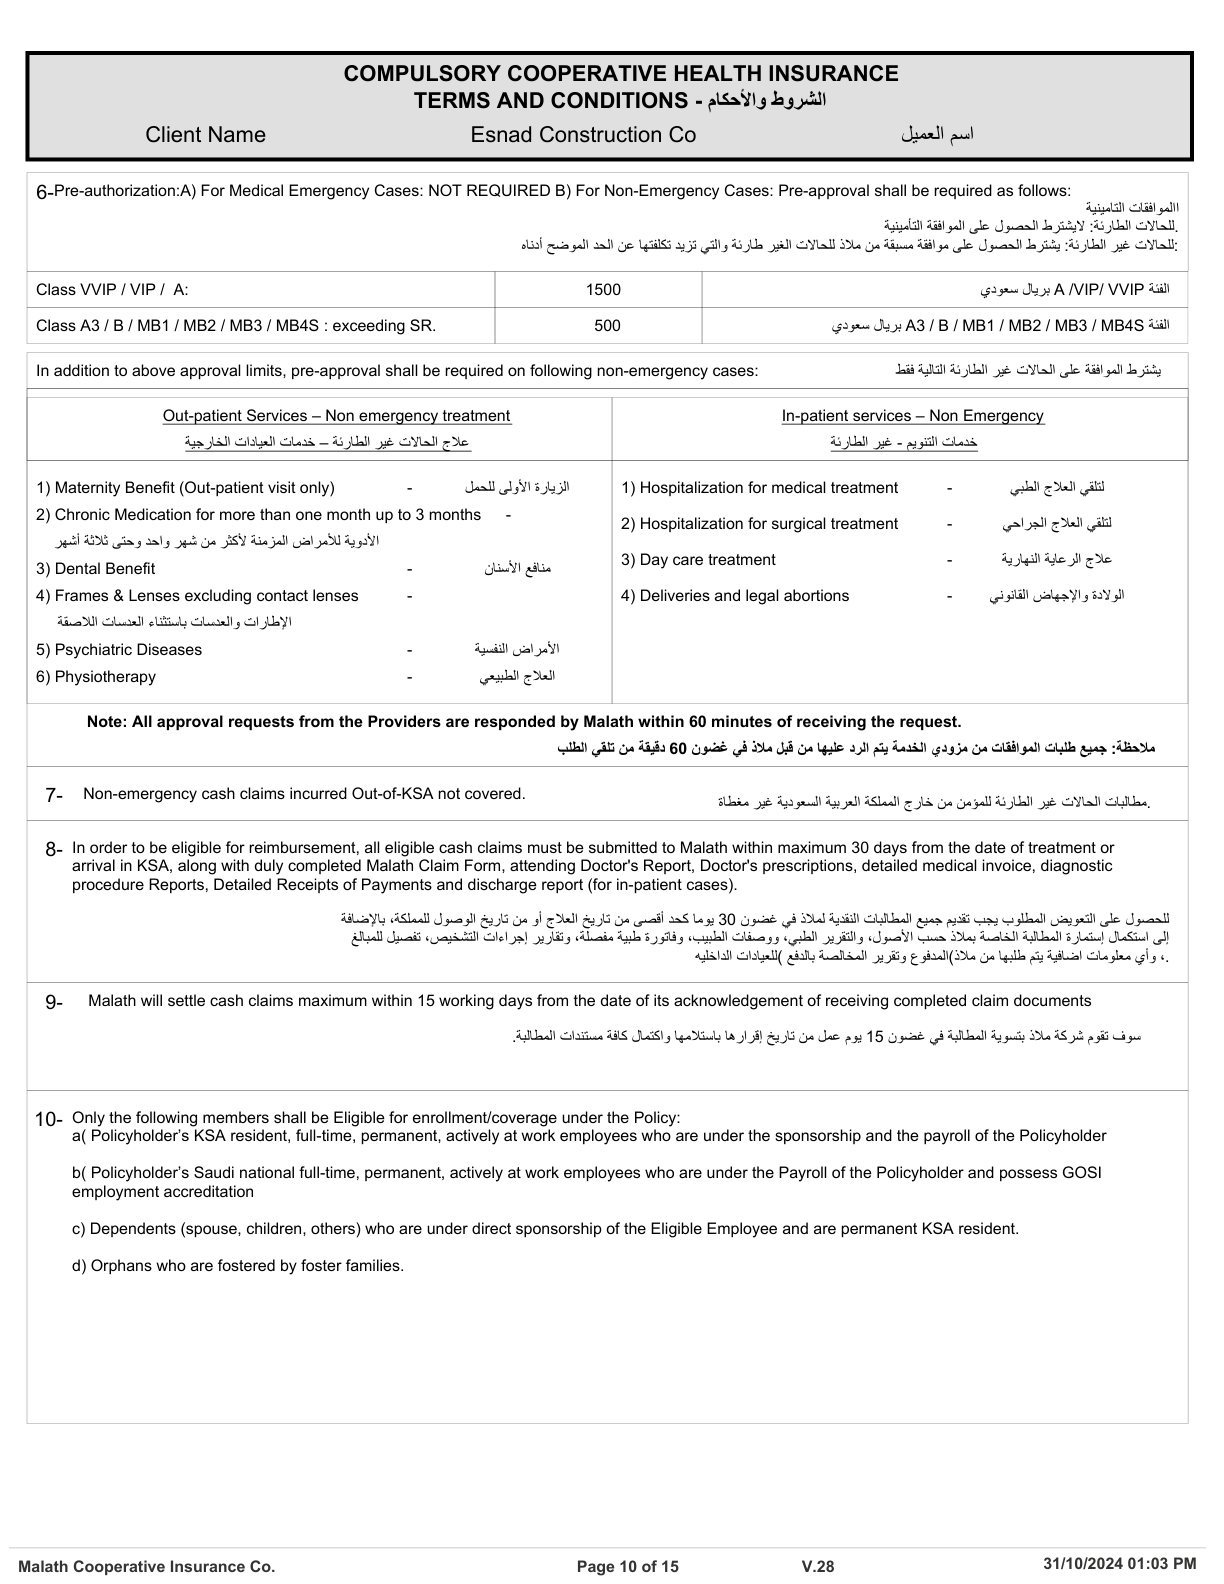 COMPULSORY COOPERATIVE HEALTH INSURANCE
TERMS AND CONDITIONS - الشروط والأحكام
Client Name Esnad Construction Co اسم العميل
6-Pre-authorization:A) For Medical Emergency Cases: NOT REQUIRED B) For Non-Emergency Cases: Pre-approval shall be required as follows:
االموافقات التامينية
.للحالات الطارئة: لايشترط الحصول على الموافقة التأمينية
:للحالات غير الطارئة: يشترط الحصول على موافقة مسبقة من ملاذ للحالات الغير طارئة والتي تزيد تكلفتها عن الحد الموضح أدناه
Class VVIP / VIP / A: 1500 الفئة A /VIP/ VVIP بريال سعودي
Class A3 / B / MB1 / MB2 / MB3 / MB4S : exceeding SR. 500 الفئة A3 / B / MB1 / MB2 / MB3 / MB4S بريال سعودي
In addition to above approval limits, pre-approval shall be required on following non-emergency cases: يشترط الموافقة على الحالات غير الطارئة التالية فقط
Out-patient Services – Non emergency treatment
علاج الحالات غير الطارئة – خدمات العيادات الخارجية
1) Maternity Benefit (Out-patient visit only) - الزيارة الأولى للحمل
2) Chronic Medication for more than one month up to 3 months -
الأدوية للأمراض المزمنة لأكثر من شهر واحد وحتى ثلاثة أشهر
3) Dental Benefit - منافع الأسنان
4) Frames & Lenses excluding contact lenses -
الإطارات والعدسات باستثناء العدسات اللاصقة
5) Psychiatric Diseases - الأمراض النفسية
6) Physiotherapy - العلاج الطبيعي
In-patient services – Non Emergency
خدمات التنويم - غير الطارئة
1) Hospitalization for medical treatment - لتلقي العلاج الطبي
2) Hospitalization for surgical treatment - لتلقي العلاج الجراحي
3) Day care treatment - علاج الرعاية النهارية
4) Deliveries and legal abortions - الولادة والإجهاض القانوني
Note: All approval requests from the Providers are responded by Malath within 60 minutes of receiving the request.
ملاحظة: جميع طلبات الموافقات من مزودي الخدمة يتم الرد عليها من قبل ملاذ في غضون 60 دقيقة من تلقي الطلب
7- Non-emergency cash claims incurred Out-of-KSA not covered.
.مطالبات الحالات غير الطارئة للمؤمن من خارج المملكة العربية السعودية غير مغطاة
8- In order to be eligible for reimbursement, all eligible cash claims must be submitted to Malath within maximum 30 days from the date of treatment or
arrival in KSA, along with duly completed Malath Claim Form, attending Doctor's Report, Doctor's prescriptions, detailed medical invoice, diagnostic
procedure Reports, Detailed Receipts of Payments and discharge report (for in-patient cases).
للحصول على التعويض المطلوب يجب تقديم جميع المطالبات النقدية لملاذ في غضون 30 يوما كحد أقصى من تاريخ العلاج أو من تاريخ الوصول للمملكة، بالإضافة
إلى استكمال إستمارة المطالبة الخاصة بملاذ حسب الأصول، والتقرير الطبي، ووصفات الطبيب، وفاتورة طبية مفصلة، وتقارير إجراءات التشخيص، تفصيل للمبالغ
.، وأي معلومات اضافية يتم طلبها من ملاذ(المدفوع وتقرير المخالصة بالدفع )للعيادات الداخليه
9- Malath will settle cash claims maximum within 15 working days from the date of its acknowledgement of receiving completed claim documents
سوف تقوم شركة ملاذ بتسوية المطالبة في غضون 15 يوم عمل من تاريخ إقرارها باستلامها واكتمال كافة مستندات المطالبة.
10- Only the following members shall be Eligible for enrollment/coverage under the Policy:
a( Policyholder’s KSA resident, full-time, permanent, actively at work employees who are under the sponsorship and the payroll of the Policyholder
b( Policyholder’s Saudi national full-time, permanent, actively at work employees who are under the Payroll of the Policyholder and possess GOSI
employment accreditation
c) Dependents (spouse, children, others) who are under direct sponsorship of the Eligible Employee and are permanent KSA resident.
d) Orphans who are fostered by foster families.
Malath Cooperative Insurance Co. Page 10 of 15 V.28 31/10/2024 01:03 PM